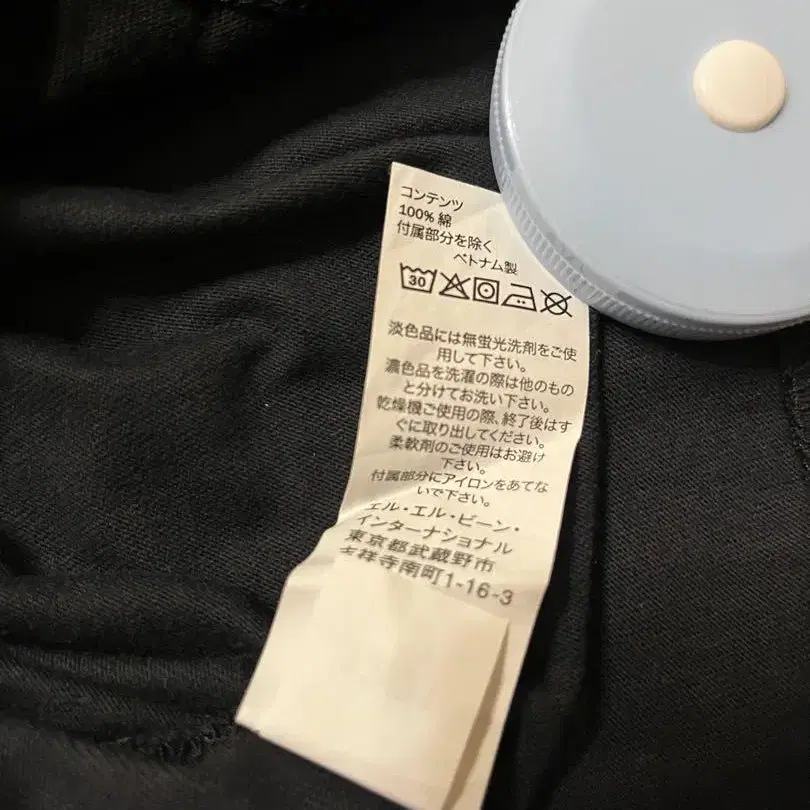 コンテンツ
100% 綿
付属部分を除く
ベトナム製
30
淡色品には無蛍光洗剤をご使
用して下さい。
濃色品を洗濯の際は他のもの
と分けてお洗い下さい。
乾燥機ご使用の際、終了後はす
ぐに取り出してください。
柔軟剤のご使用はお避け
下さい。
付属部分にアイロンをあてな
いで下さい。
エル・エル・ビーン・
インターナショナル
東京都武蔵野市
吉祥寺南町1-16-3